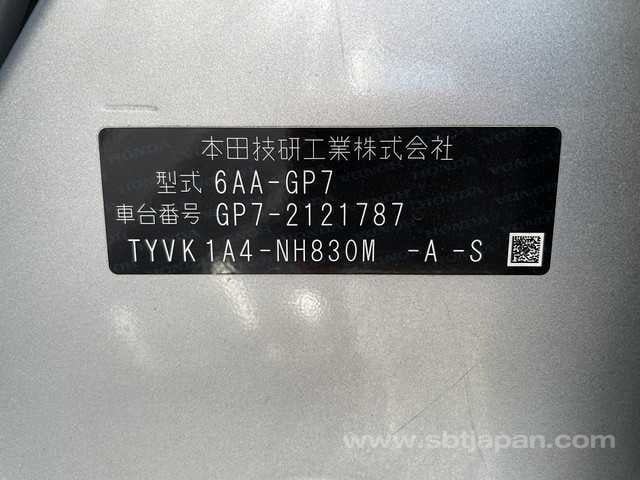 本田技研工業株式会社
型式 6AA-GP7
車台番号 GP7-2121787
TYVK1A4-NH830M -A-S
www.sbtjapan.com